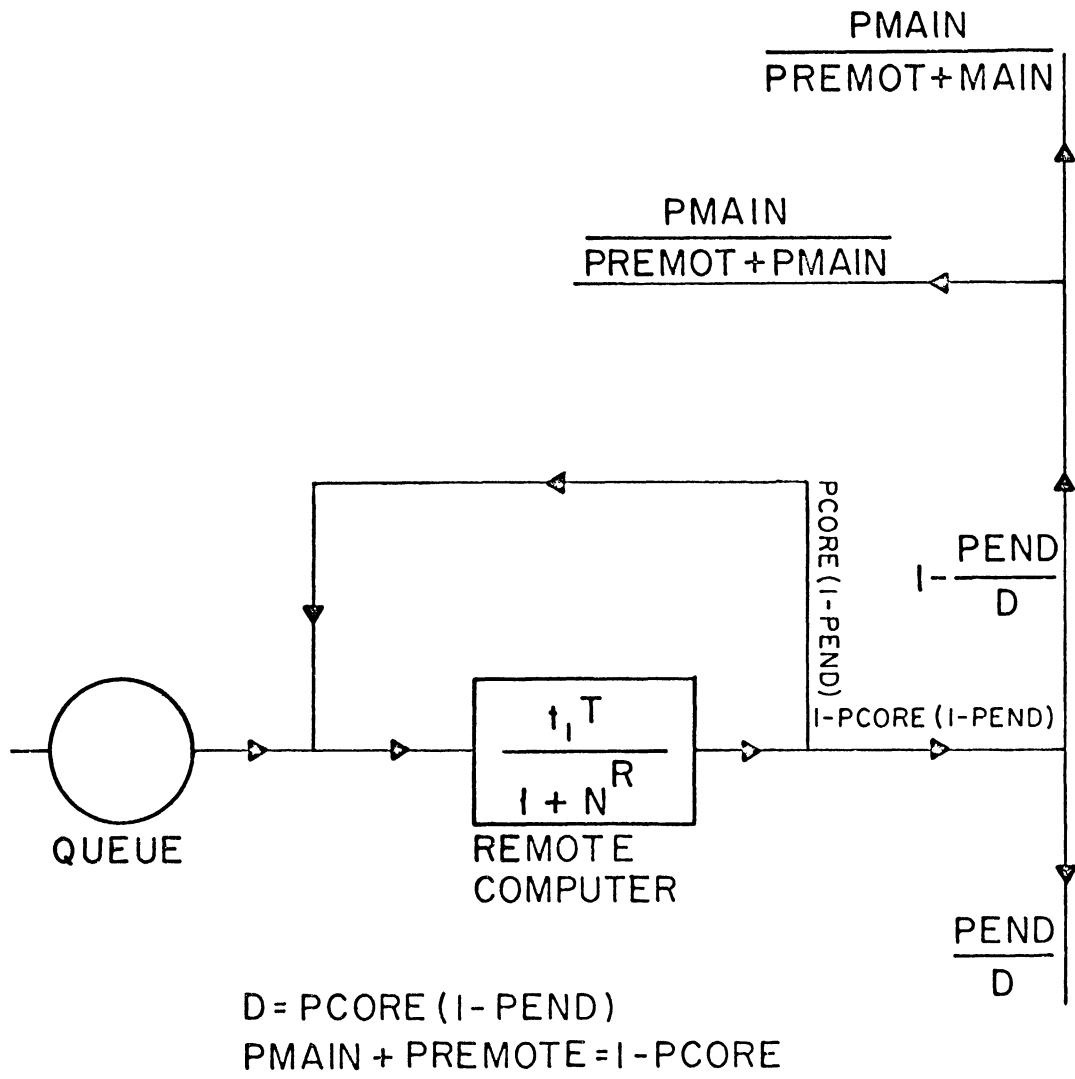 PMAIN
PREMOT+MAIN
PMAIN
PREMOT+PMAIN
PCORE (1-PEND)
1- PEND
D
1-PCORE (1-PEND)
t₁ᵀ
1 + Nᴿ
QUEUE
REMOTE
COMPUTER
PEND
D
D= PCORE (1-PEND)
PMAIN + PREMOTE = 1-PCORE